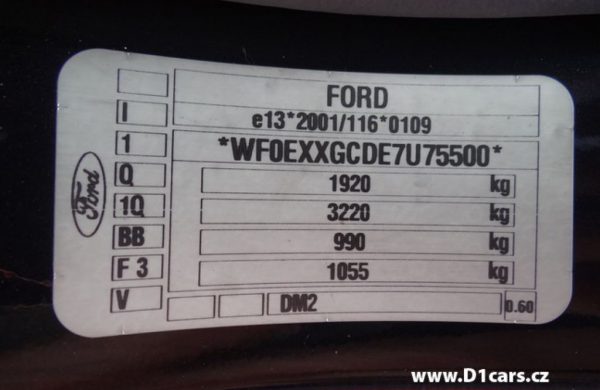 FORD
I
e13*2001/116*0109
1
*WF0EXXGCDE7U75500*
Q
1920 kg
1Q
3220 kg
Ford
BB
990 kg
F 3
1055 kg
V
DM2
0.60
www.D1cars.cz